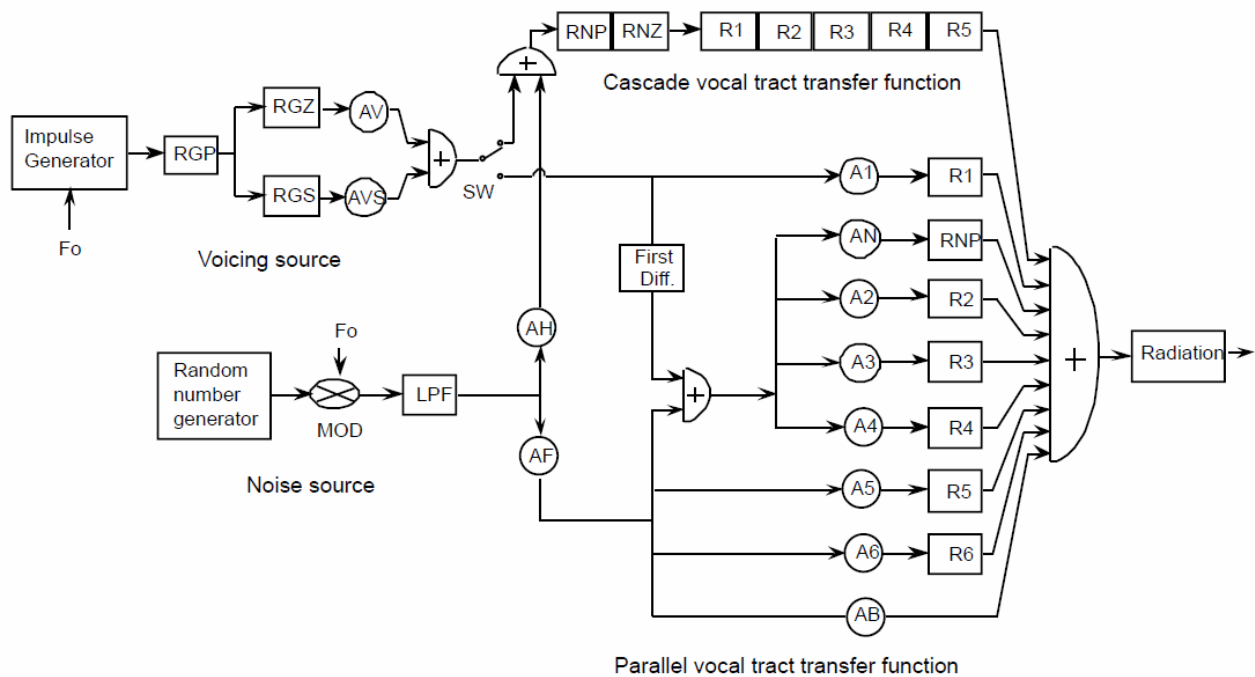 RNP
RNZ
R1
R2
R3
R4
R5
+
Cascade vocal tract transfer function
Impulse
Generator
RGP
RGZ
AV
RGS
AVS
+
SW
Fo
Voicing source
A1
R1
First
Diff.
AN
RNP
A2
R2
AH
Fo
Random
number
generator
MOD
LPF
A3
R3
+
+
Radiation
A4
R4
AF
Noise source
A5
R5
A6
R6
AB
Parallel vocal tract transfer function